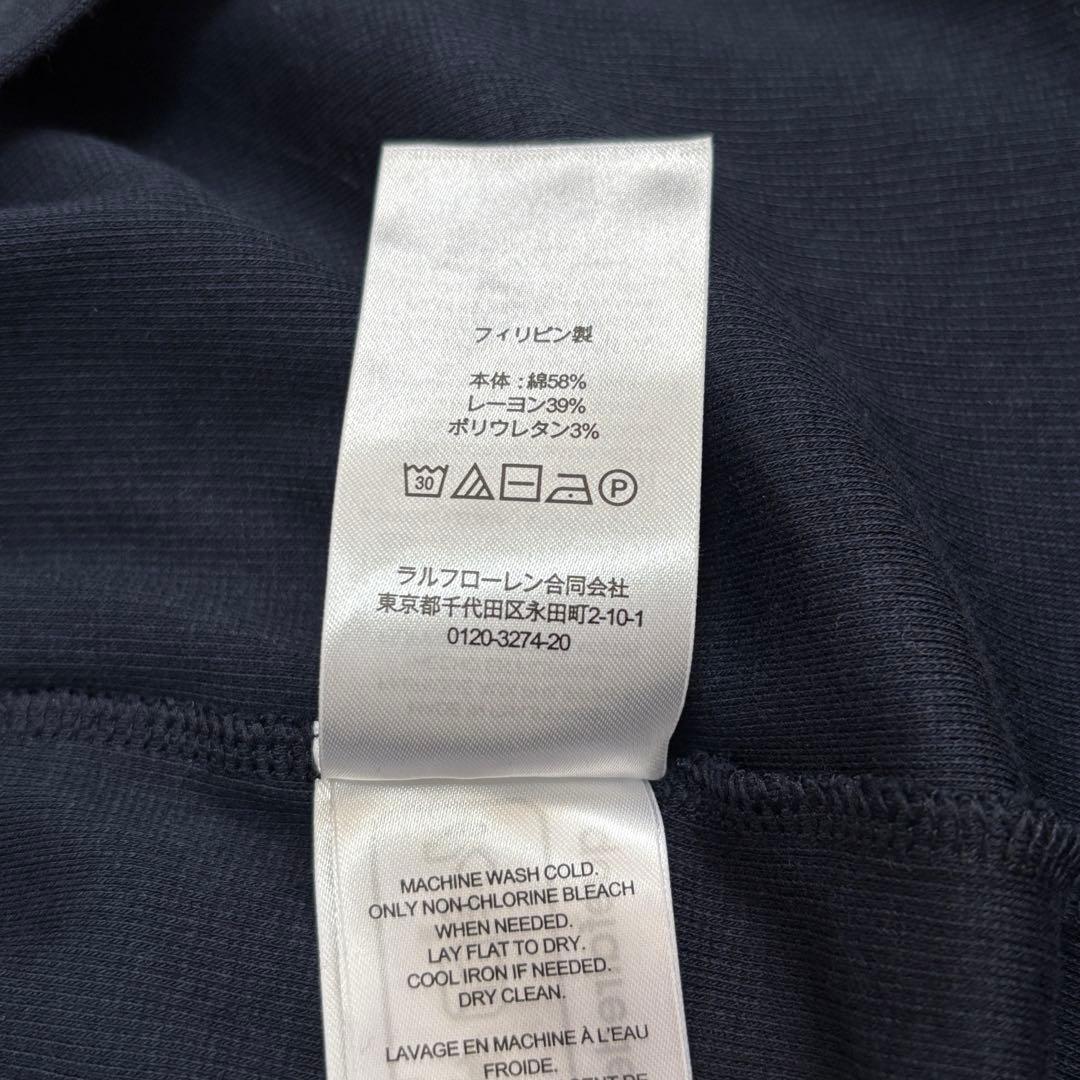 フィリピン製
本体 : 綿58%
レーヨン39%
ポリウレタン3%
30
P
ラルフローレン合同会社
東京都千代田区永田町2-10-1
0120-3274-20
MACHINE WASH COLD.
ONLY NON-CHLORINE BLEACH
WHEN NEEDED.
LAY FLAT TO DRY.
COOL IRON IF NEEDED.
DRY CLEAN.
LAVAGE EN MACHINE À L'EAU
FROIDE.